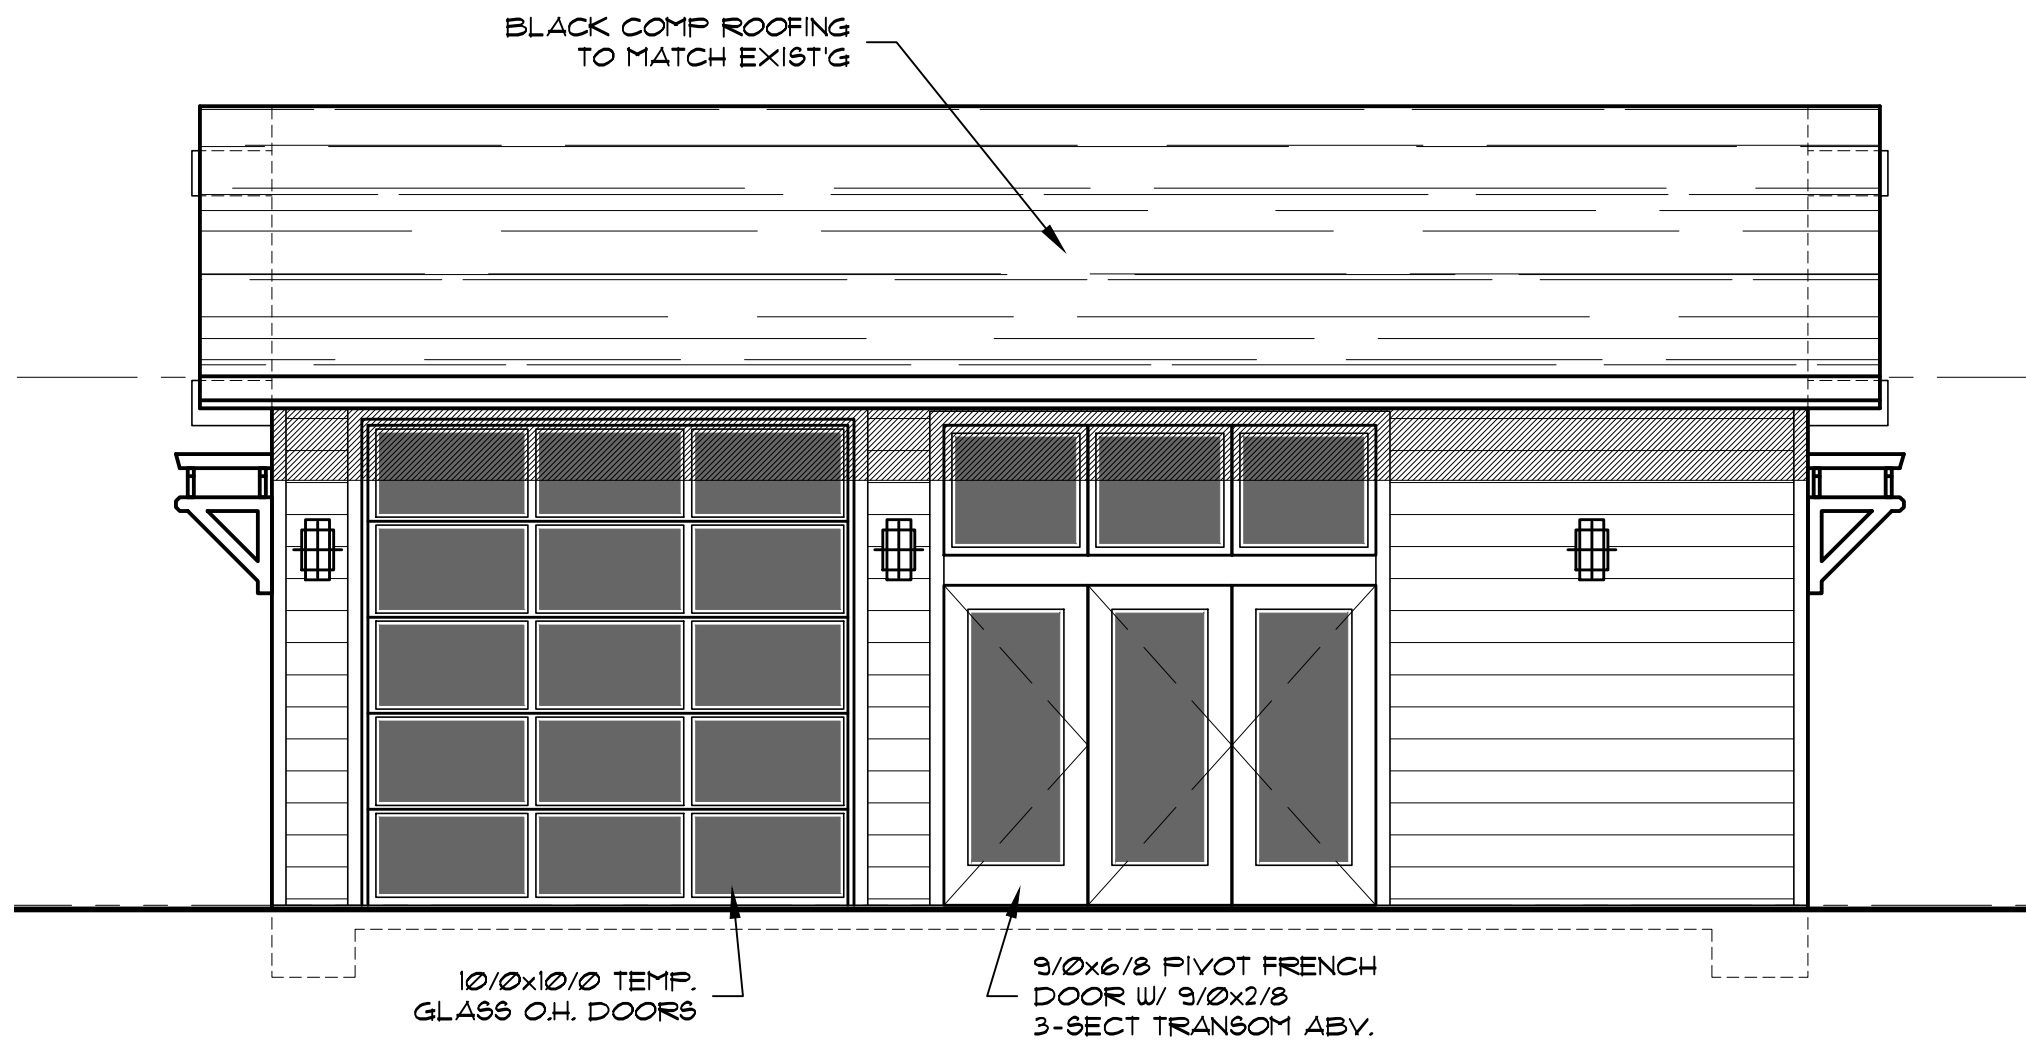 BLACK COMP ROOFING
TO MATCH EXIST'G
10/0x10/0 TEMP.
GLASS O.H. DOORS
9/0x6/8 PIVOT FRENCH
DOOR W/ 9/0x2/8
3-SECT TRANSOM ABV.